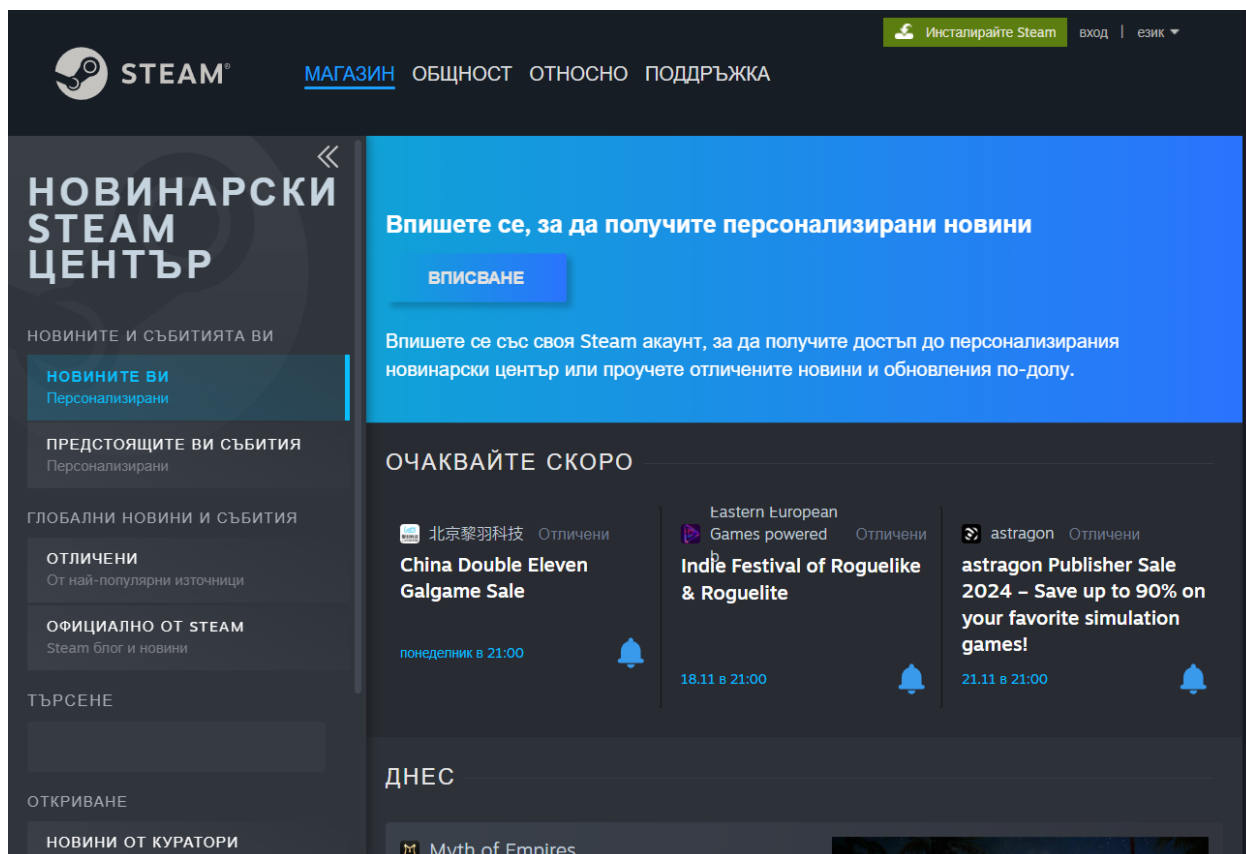 Инсталирайте Steam вход | език
STEAM®
МАГАЗИН ОБЩНОСТ ОТНОСНО ПОДДРЪЖКА
НОВИНАРСКИ
STEAM
ЦЕНТЪР
НОВИНИТЕ И СЪБИТИЯТА ВИ
НОВИНИТЕ ВИ
Персонализирани
ПРЕДСТОЯЩИТЕ ВИ СЪБИТИЯ
Персонализирани
ГЛОБАЛНИ НОВИНИ И СЪБИТИЯ
ОТЛИЧЕНИ
От най-популярни източници
ОФИЦИАЛНО ОТ STEAM
Steam блог и новини
ТЪРСЕНЕ
ОТКРИВАНЕ
НОВИНИ ОТ КУРАТОРИ
Впишете се, за да получите персонализирани новини
ВПИСВАНЕ
Впишете се със своя Steam акаунт, за да получите достъп до персонализирания
новинарски център или проучете отличените новини и обновления по-долу.
ОЧАКВАЙТЕ СКОРО
北京黎羽科技 Отличени
China Double Eleven
Galgame Sale
понеделник в 21:00
Eastern European
Games powered Отличени
b
Indie Festival of Roguelike
& Roguelite
18.11 в 21:00
astragon Отличени
astragon Publisher Sale
2024 – Save up to 90% on
your favorite simulation
games!
21.11 в 21:00
ДНЕС
Myth of Empires